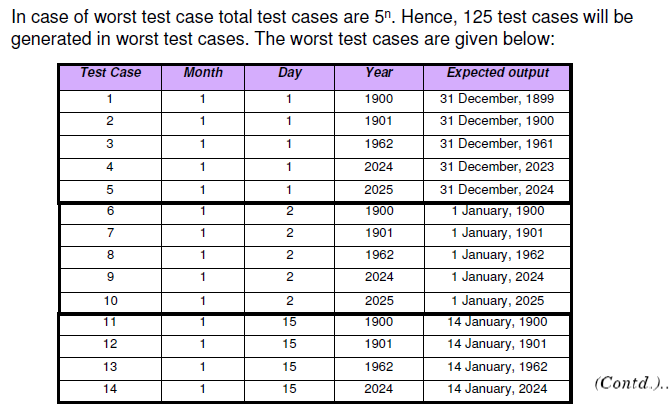 In case of worst test case total test cases are 5ⁿ. Hence, 125 test cases will be
generated in worst test cases. The worst test cases are given below:
Test Case Month Day Year Expected output
1 1 1 1900 31 December, 1899
2 1 1 1901 31 December, 1900
3 1 1 1962 31 December, 1961
4 1 1 2024 31 December, 2023
5 1 1 2025 31 December, 2024
6 1 2 1900 1 January, 1900
7 1 2 1901 1 January, 1901
8 1 2 1962 1 January, 1962
9 1 2 2024 1 January, 2024
10 1 2 2025 1 January, 2025
11 1 15 1900 14 January, 1900
12 1 15 1901 14 January, 1901
13 1 15 1962 14 January, 1962
14 1 15 2024 14 January, 2024
(Contd.)..